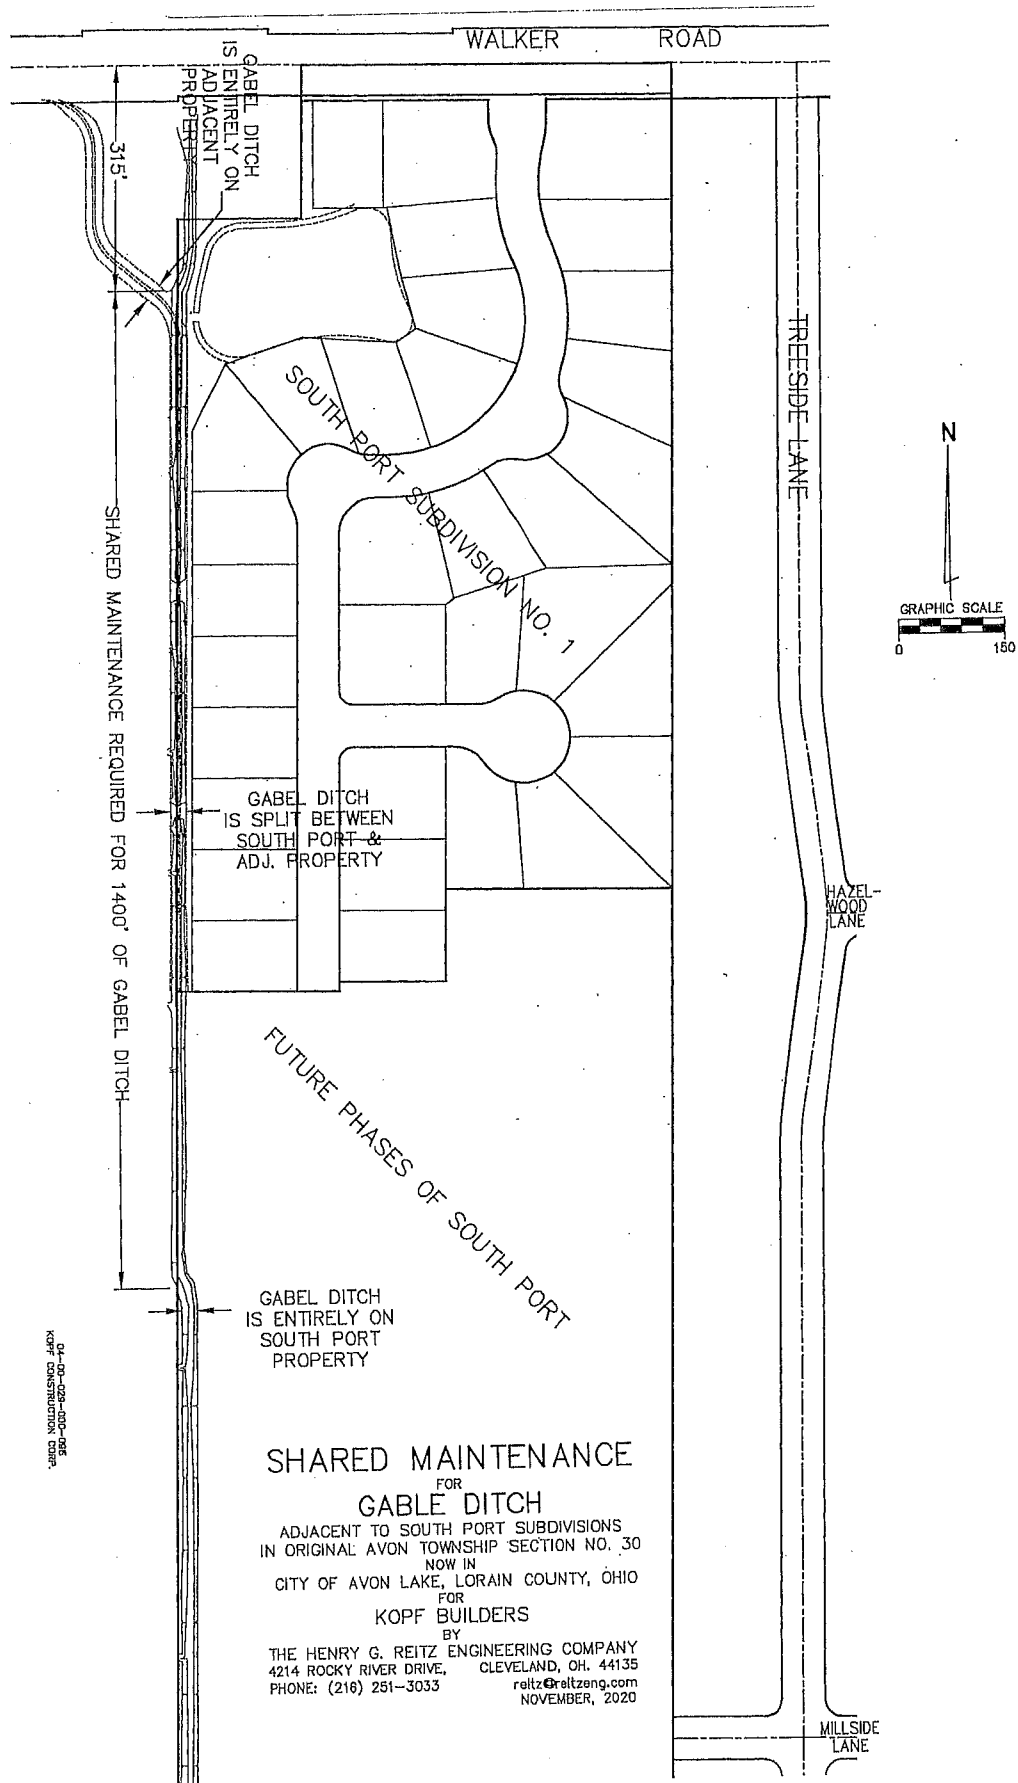 WALKER ROAD
GABEL DITCH
IS ENTIRELY ON
ADJACENT
PROPERTY
315'
TREESIDE LANE
SOUTH PORT SUBDIVISION NO. 1
N
GRAPHIC SCALE
0 150
SHARED MAINTENANCE REQUIRED FOR 1400' OF GABEL DITCH
GABEL DITCH
IS SPLIT BETWEEN
SOUTH PORT &
ADJ. PROPERTY
HAZEL-
WOOD
LANE
FUTURE PHASES OF SOUTH PORT
GABEL DITCH
IS ENTIRELY ON
SOUTH PORT
PROPERTY
04-00-029-000-095
KOPF CONSTRUCTION CORP.
SHARED MAINTENANCE
FOR
GABLE DITCH
ADJACENT TO SOUTH PORT SUBDIVISIONS
IN ORIGINAL AVON TOWNSHIP SECTION NO. 30
NOW IN
CITY OF AVON LAKE, LORAIN COUNTY, OHIO
FOR
KOPF BUILDERS
BY
THE HENRY G. REITZ ENGINEERING COMPANY
4214 ROCKY RIVER DRIVE, CLEVELAND, OH. 44135
PHONE: (216) 251-3033 reitz@reitzeng.com
NOVEMBER, 2020
MILLSIDE
LANE